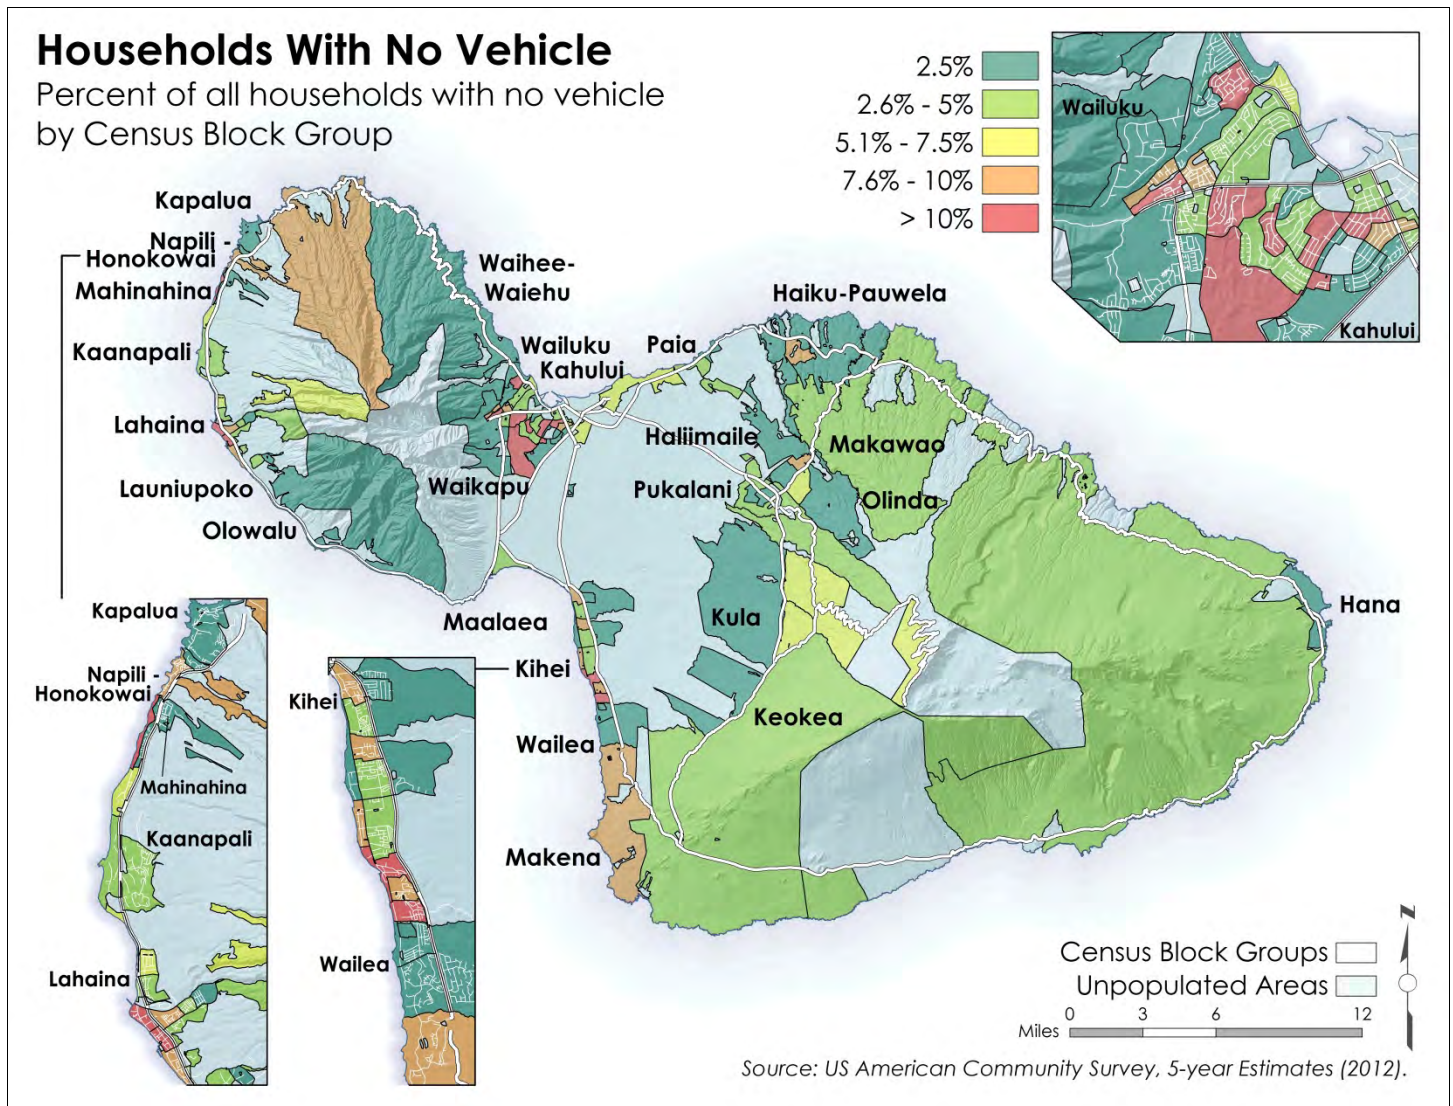 Households With No Vehicle
Percent of all households with no vehicle
by Census Block Group
2.5%
2.6% - 5%
5.1% - 7.5%
7.6% - 10%
> 10%
Wailuku
Kahului
Kapalua
Napili -
Honokowai
Mahinahina
Kaanapali
Lahaina
Launiupoko
Olowalu
Waihee-
Waiehu
Wailuku
Kahului
Paia
Haiku-Pauwela
Haliimaile
Makawao
Waikapu
Pukalani
Olinda
Maalaea
Kula
Hana
Kihei
Keokea
Wailea
Makena
Kapalua
Napili -
Honokowai
Mahinahina
Kaanapali
Lahaina
Kihei
Wailea
Census Block Groups
Unpopulated Areas
0 3 6 12
Miles
N
Source: US American Community Survey, 5-year Estimates (2012).